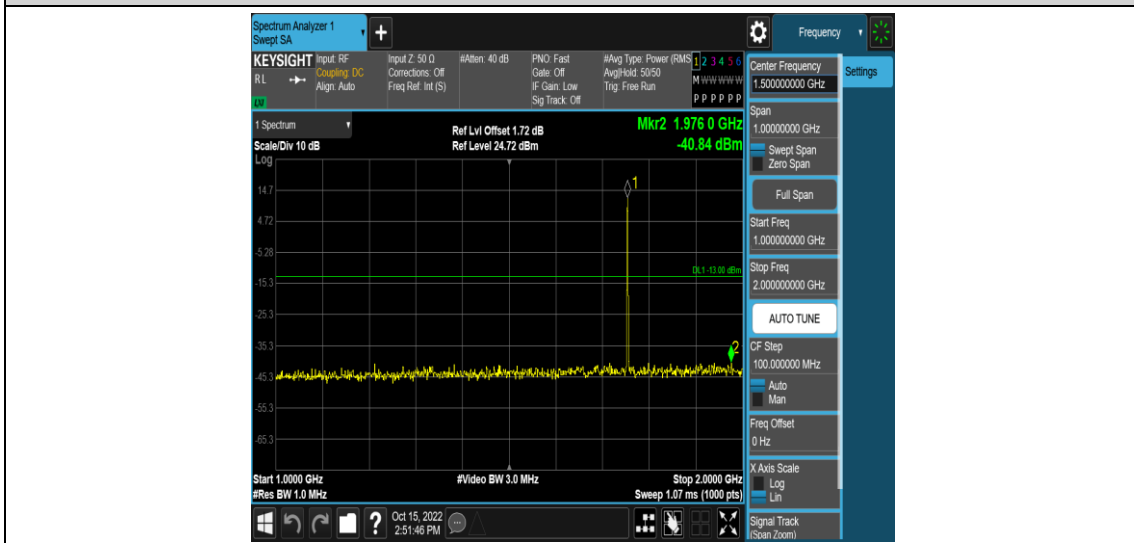 Spectrum Analyzer 1
Swept SA
Frequency
KEYSIGHT
Input: RF
Coupling: DC
Align: Auto
Input Z: 50 Ω
Corrections: Off
Freq Ref: Int (S)
#Atten: 40 dB
PNO: Fast
Gate: Off
IF Gain: Low
Sig Track: Off
#Avg Type: Power (RMS
Avg|Hold: 50/50
Trig: Free Run
1 2 3 4 5 6
M W W W W W
P P P P P P
R L
1 Spectrum
Scale/Div 10 dB
Ref Lvl Offset 1.72 dB
Ref Level 24.72 dBm
Mkr2 1.976 0 GHz
-40.84 dBm
Log
1
14.7
4.72
-5.28
DL1 -13.00 dBm
-15.3
-25.3
-35.3
2
-45.3
-55.3
-65.3
Start 1.0000 GHz
#Video BW 3.0 MHz
Stop 2.0000 GHz
#Res BW 1.0 MHz
Sweep 1.07 ms (1000 pts)
?
Oct 15, 2022
2:51:46 PM
Center Frequency
1.500000000 GHz
Settings
Span
1.00000000 GHz
Swept Span
Zero Span
Full Span
Start Freq
1.000000000 GHz
Stop Freq
2.000000000 GHz
AUTO TUNE
CF Step
100.000000 MHz
Auto
Man
Freq Offset
0 Hz
X Axis Scale
Log
Lin
Signal Track
(Span Zoom)